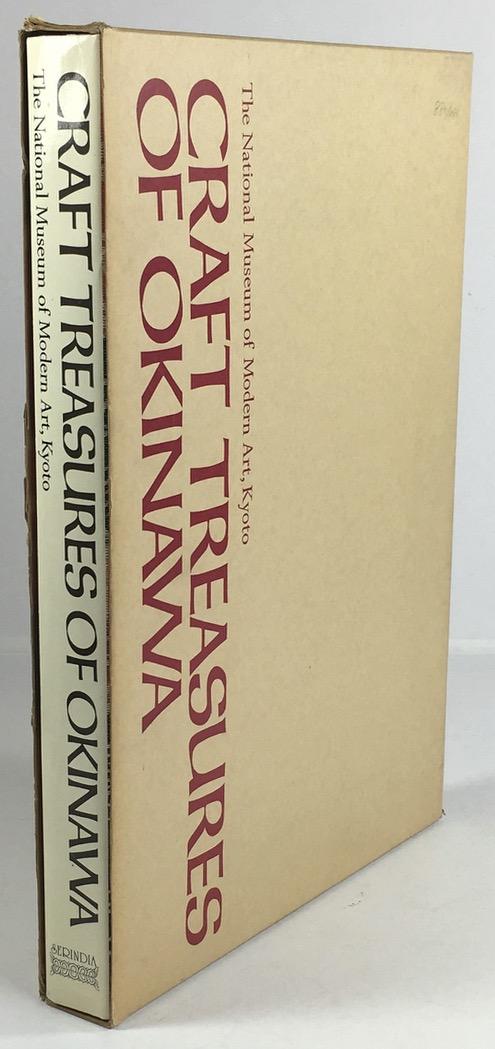 CRAFT TREASURES OF OKINAWA
The National Museum of Modern Art, Kyoto
SERINDIA
The National Museum of Modern Art, Kyoto
CRAFT TREASURES
OF OKINAWA